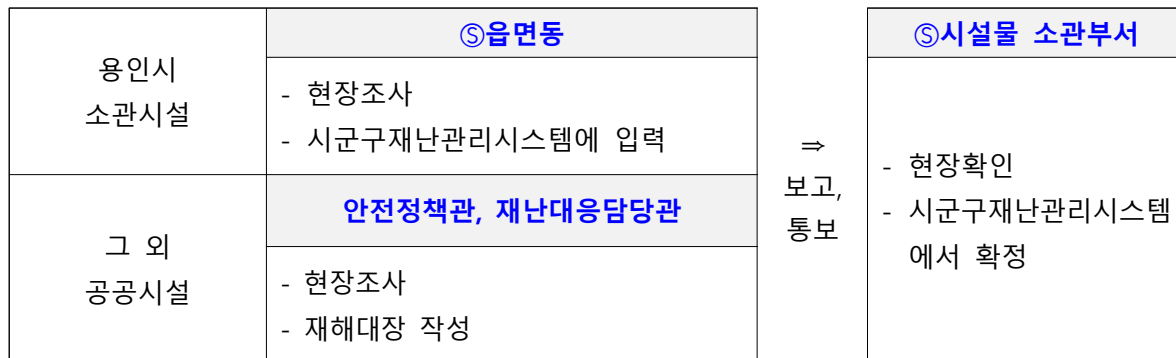 용인시
소관시설
Ⓢ읍면동
- 현장조사
- 시군구재난관리시스템에 입력
그 외
공공시설
안전정책관, 재난대응담당관
- 현장조사
- 재해대장 작성
⇒
보고,
통보
Ⓢ시설물 소관부서
- 현장확인
- 시군구재난관리시스템
에서 확정